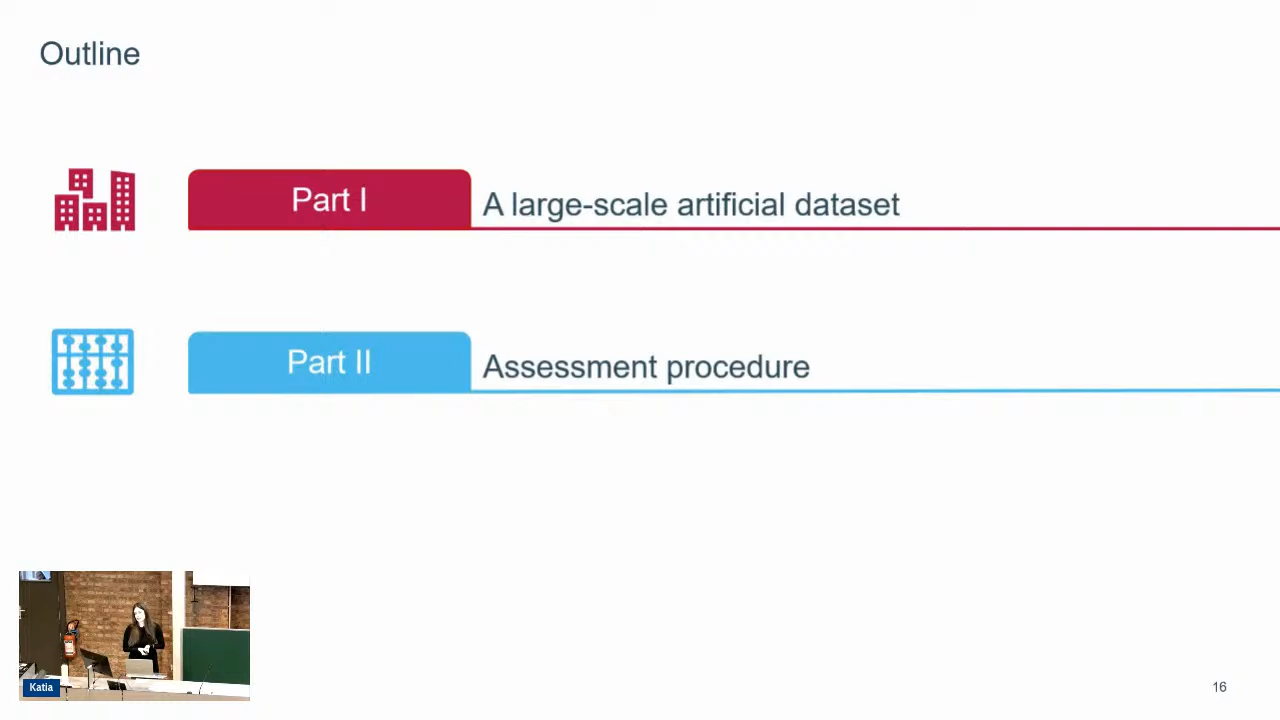 Outline
Part I
A large-scale artificial dataset
Part II
Assessment procedure
Katia
16